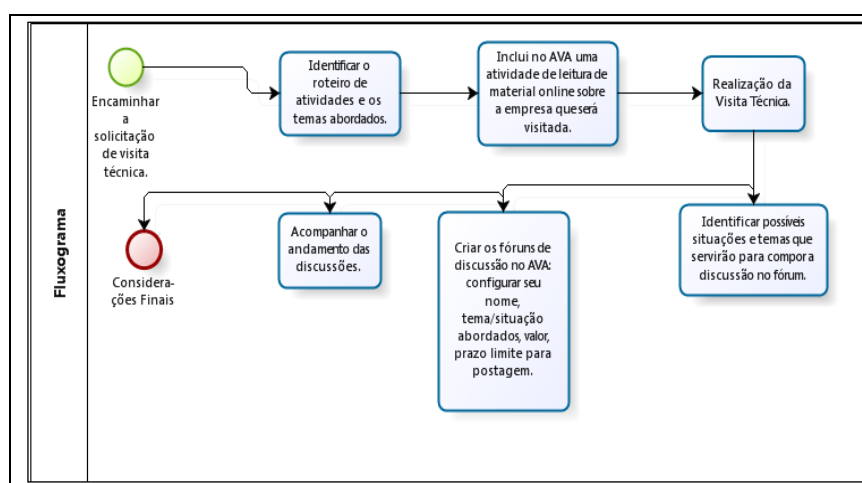 Fluxograma
Encaminhar
a
solicitação
de visita
técnica.
Identificar o
roteiro de
atividades e os
temas abordados.
Inclui no AVA uma
atividade de leitura de
material online sobre
a empresa que será
visitada.
Realização da
Visita Técnica.
Identificar possíveis
situações e temas que
servirão para compor a
discussão no fórum.
Criar os fóruns de
discussão no AVA:
configurar seu
nome,
tema/situação
abordados, valor,
prazo limite para
postagem.
Acompanhar o
andamento das
discussões.
Considera-
ções Finais